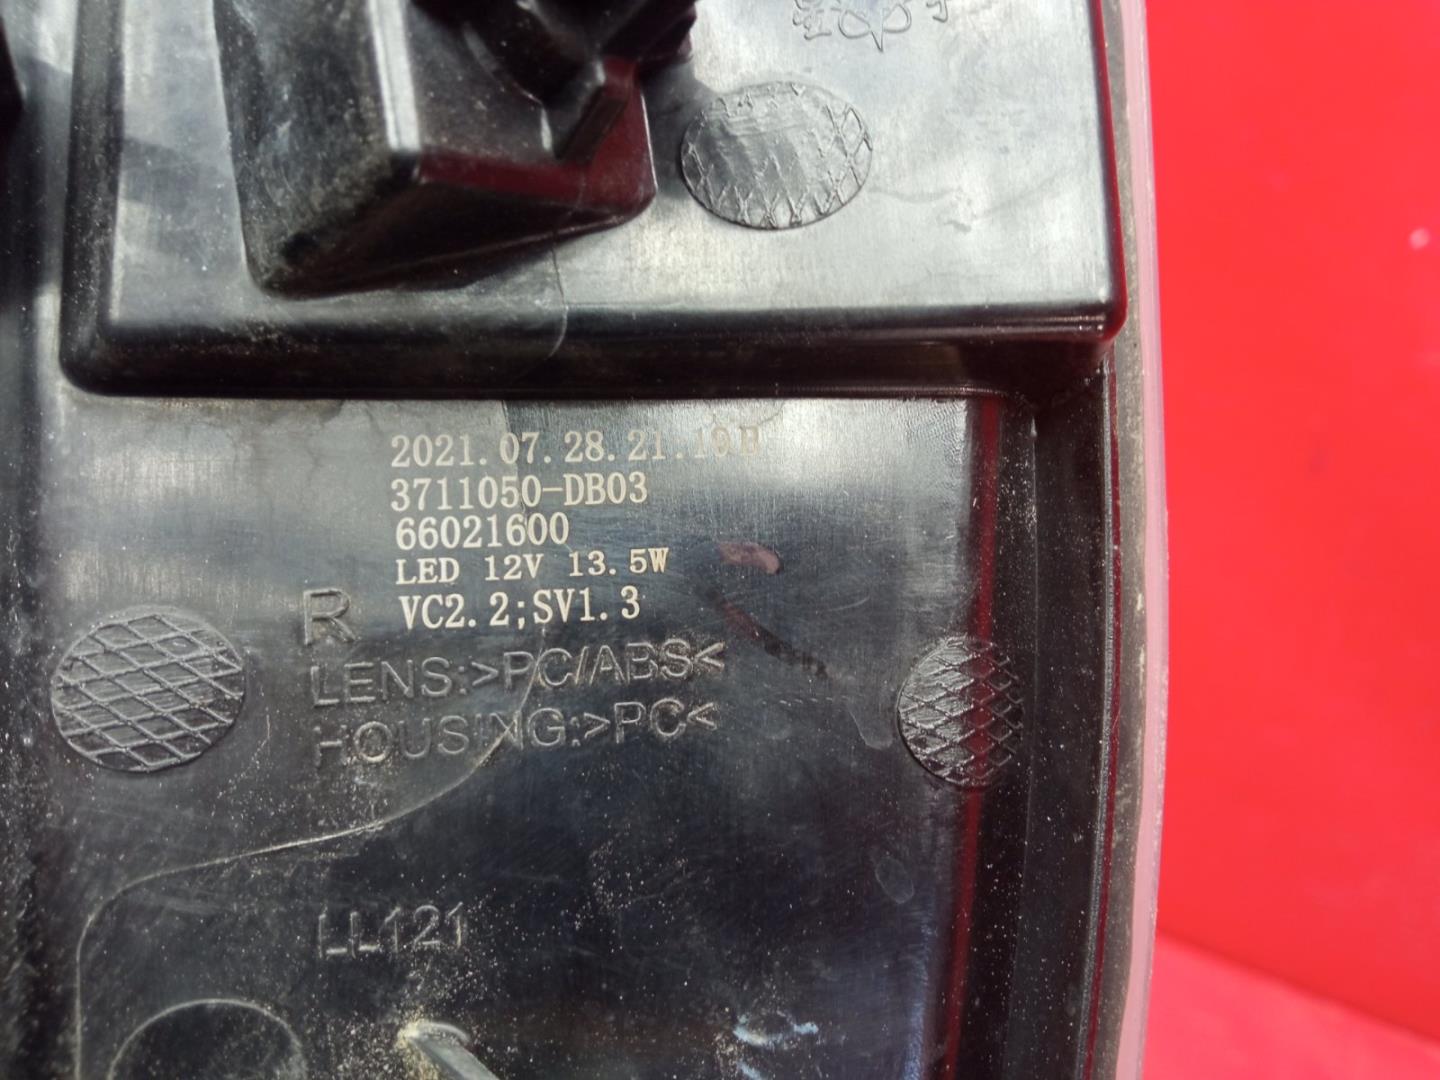 2021.07.28.21.19B
3711050-DB03
66021600
LED 12V 13.5W
R VC2.2;SV1.3
LENS:>PC/ABS<
HOUSING:>PC<
LL121